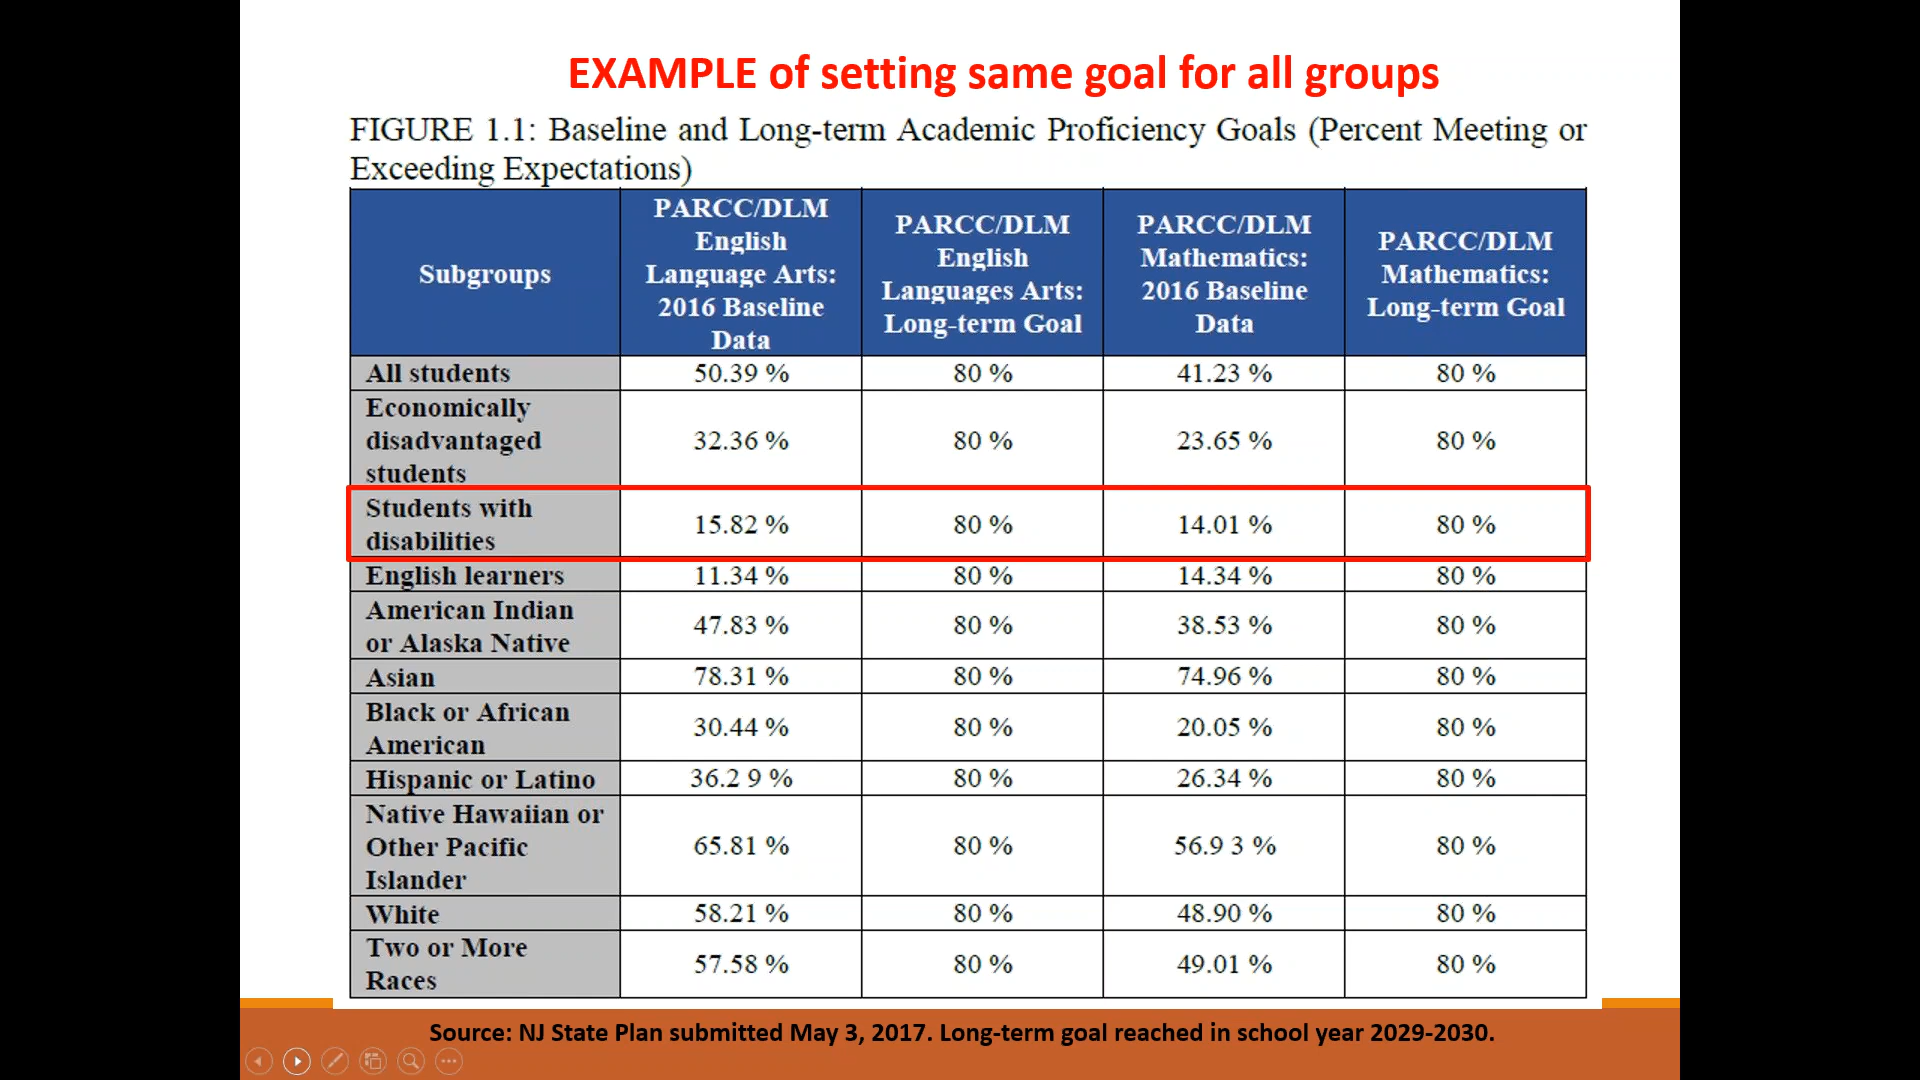 EXAMPLE of setting same goal for all groups
FIGURE 1.1: Baseline and Long-term Academic Proficiency Goals (Percent Meeting or
Exceeding Expectations)
Subgroups
PARCC/DLM
English
Language Arts:
2016 Baseline
Data
PARCC/DLM
English
Languages Arts:
Long-term Goal
PARCC/DLM
Mathematics:
2016 Baseline
Data
PARCC/DLM
Mathematics:
Long-term Goal
All students 50.39 % 80 % 41.23 % 80 %
Economically
disadvantaged
students
32.36 % 80 % 23.65 % 80 %
Students with
disabilities
15.82 % 80 % 14.01 % 80 %
English learners 11.34 % 80 % 14.34 % 80 %
American Indian
or Alaska Native
47.83 % 80 % 38.53 % 80 %
Asian 78.31 % 80 % 74.96 % 80 %
Black or African
American
30.44 % 80 % 20.05 % 80 %
Hispanic or Latino 36.2 9 % 80 % 26.34 % 80 %
Native Hawaiian or
Other Pacific
Islander
65.81 % 80 % 56.9 3 % 80 %
White 58.21 % 80 % 48.90 % 80 %
Two or More
Races
57.58 % 80 % 49.01 % 80 %
Source: NJ State Plan submitted May 3, 2017. Long-term goal reached in school year 2029-2030.